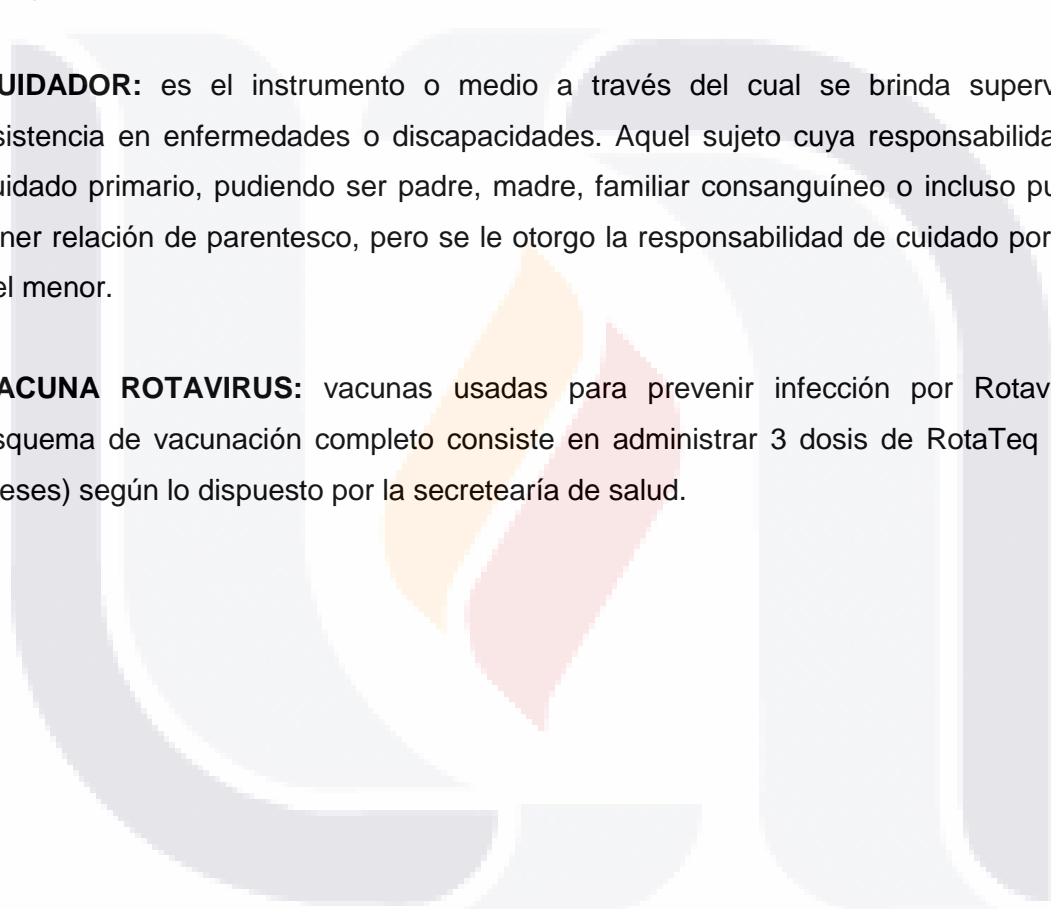 UIDADOR: es el instrumento o medio a través del cual se brinda superv
sistencia en enfermedades o discapacidades. Aquel sujeto cuya responsabilida
uidado primario, pudiendo ser padre, madre, familiar consanguíneo o incluso pu
ner relación de parentesco, pero se le otorgo la responsabilidad de cuidado por
el menor.
ACUNA ROTAVIRUS: vacunas usadas para prevenir infección por Rotav
squema de vacunación completo consiste en administrar 3 dosis de RotaTeq
eses) según lo dispuesto por la secretearía de salud.